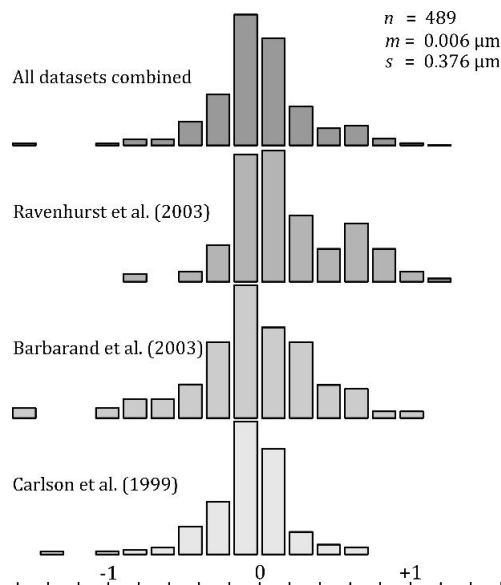 n = 489
m = 0.006 μm
s = 0.376 μm
All datasets combined
Ravenhurst et al. (2003)
Barbarand et al. (2003)
Carlson et al. (1999)
-1 0 +1